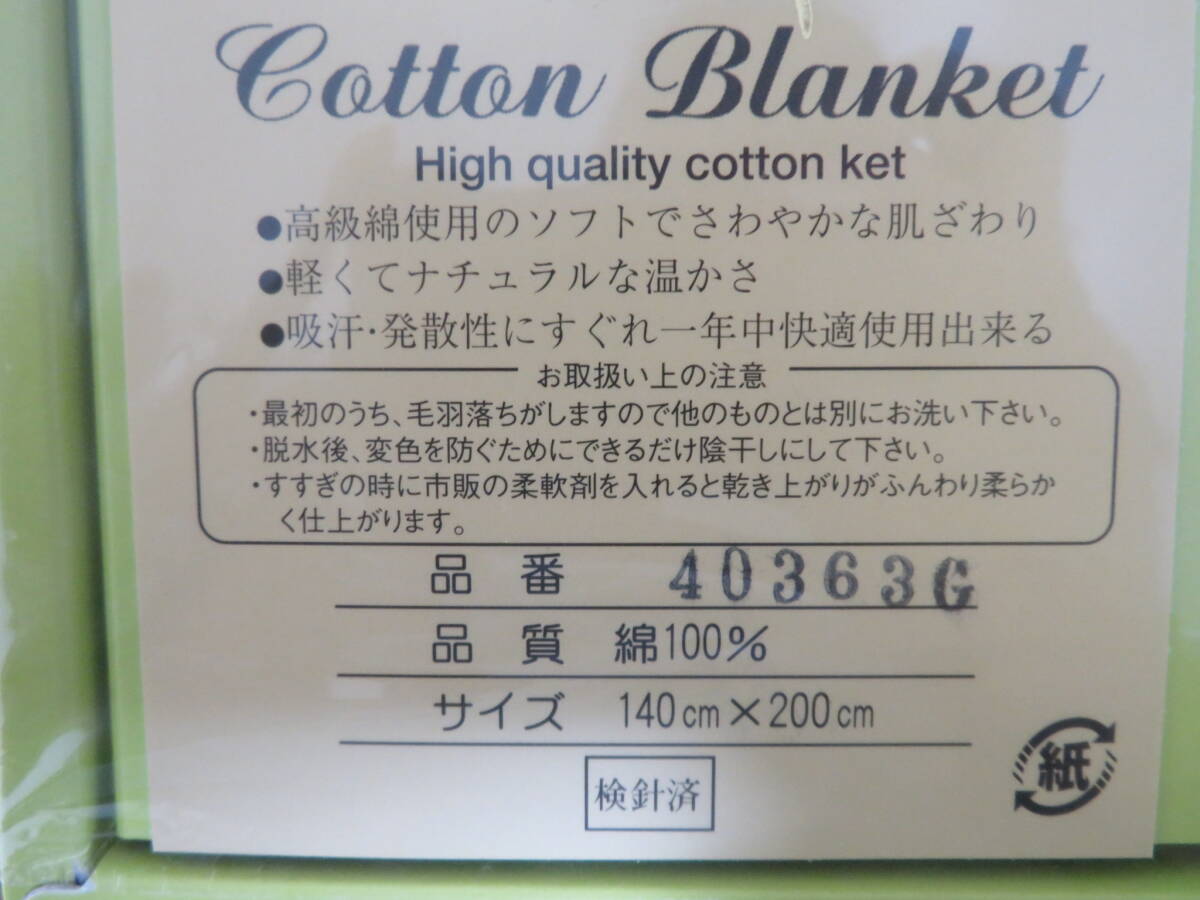 Cotton Blanket
High quality cotton ket
●高級綿使用のソフトでさわやかな肌ざわり
●軽くてナチュラルな温かさ
●吸汗・発散性にすぐれ一年中快適使用出来る
お取扱い上の注意
・最初のうち、毛羽落ちがしますので他のものとは別にお洗い下さい。
・脱水後、変色を防ぐためにできるだけ陰干しにして下さい。
・すすぎの時に市販の柔軟剤を入れると乾き上がりがふんわり柔らか
く仕上がります。
品 番 40363G
品 質 綿100%
サイズ 140cm×200cm
検針済
紙